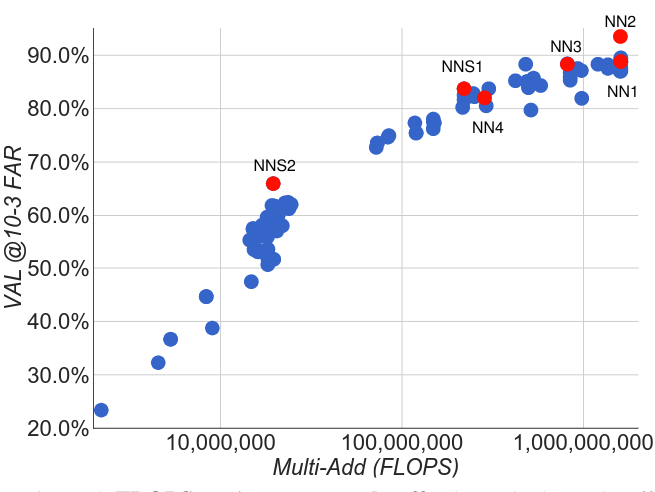 NN2
90.0%
NN3
NNS1
NN1
80.0%
NN4
70.0%
NNS2
60.0%
50.0%
40.0%
30.0%
20.0%
VAL @10-3 FAR
10,000,000
100,000,000
1,000,000,000
Multi-Add (FLOPS)